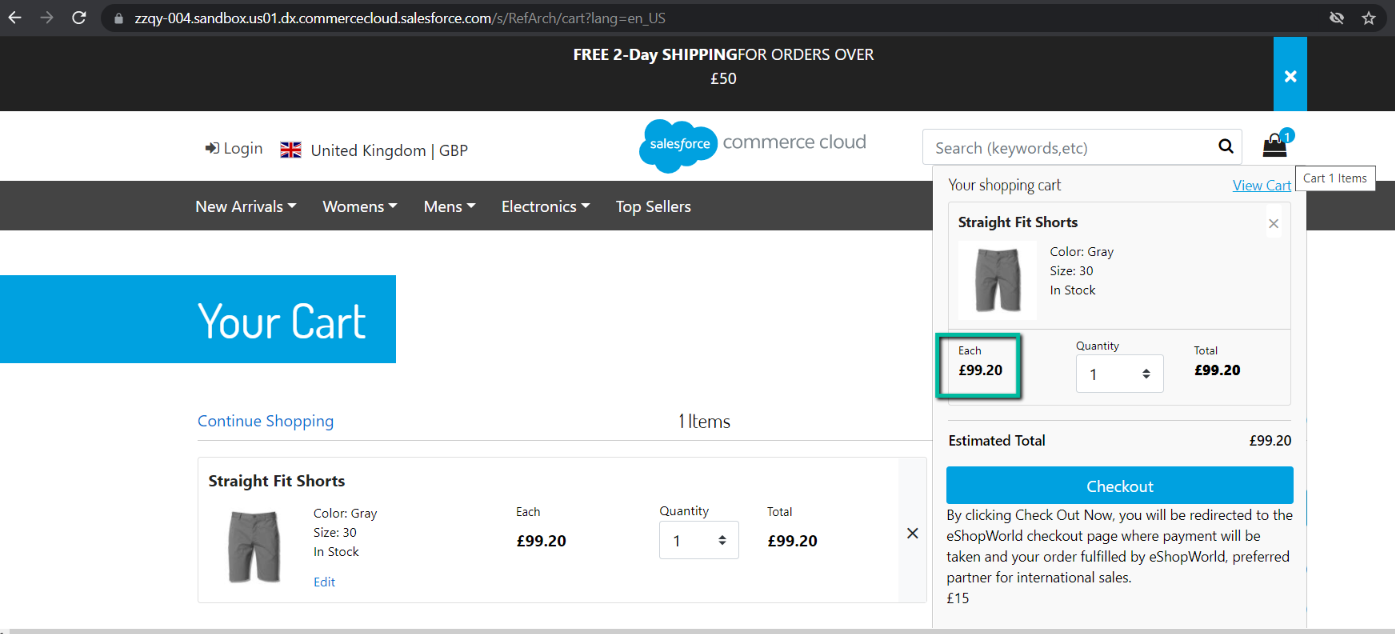 zzqy-004.sandbox.us01.dx.commercecloud.salesforce.com/s/RefArch/cart?lang=en_US
FREE 2-Day SHIPPINGFOR ORDERS OVER
£50
×
Login
United Kingdom | GBP
salesforce commerce cloud
Search (keywords,etc)
1
Cart 1 Items
New Arrivals
Womens
Mens
Electronics
Top Sellers
Your shopping cart
View Cart
Straight Fit Shorts
×
Color: Gray
Size: 30
In Stock
Each
£99.20
Quantity
1
Total
£99.20
Estimated Total
£99.20
Checkout
By clicking Check Out Now, you will be redirected to the
eShopWorld checkout page where payment will be
taken and your order fulfilled by eShopWorld, preferred
partner for international sales.
£15
Your Cart
Continue Shopping
1 Items
Straight Fit Shorts
Color: Gray
Size: 30
In Stock
Edit
Each
£99.20
Quantity
1
Total
£99.20
×